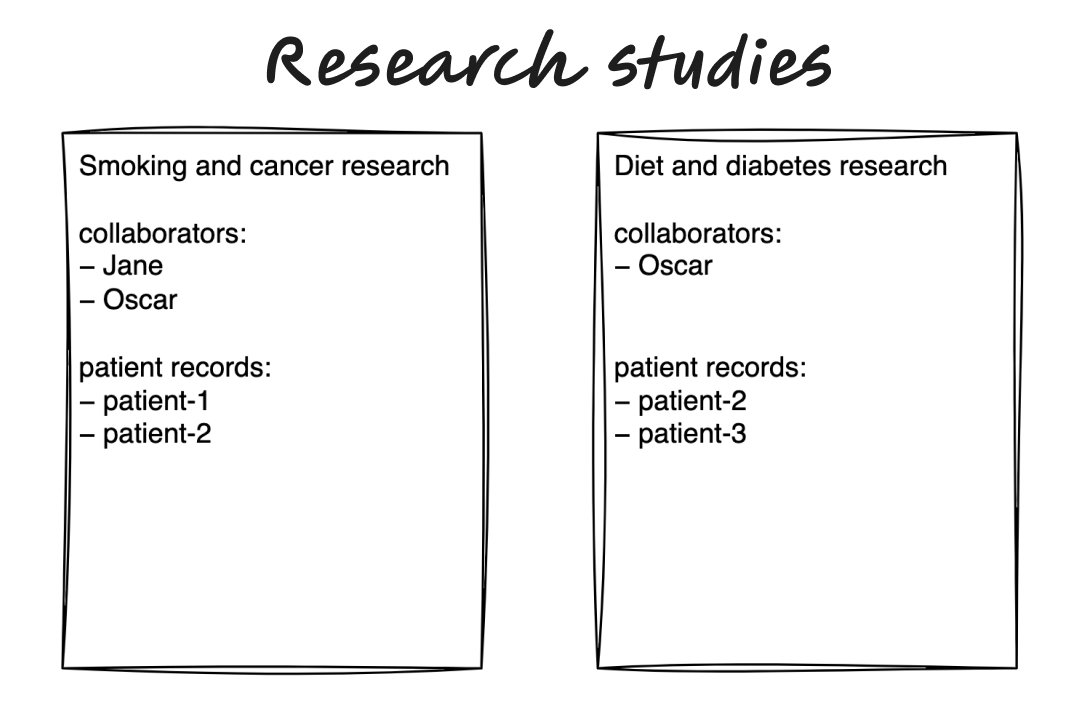 Research studies
Smoking and cancer research
collaborators:
– Jane
– Oscar
patient records:
– patient-1
– patient-2
Diet and diabetes research
collaborators:
– Oscar
patient records:
– patient-2
– patient-3